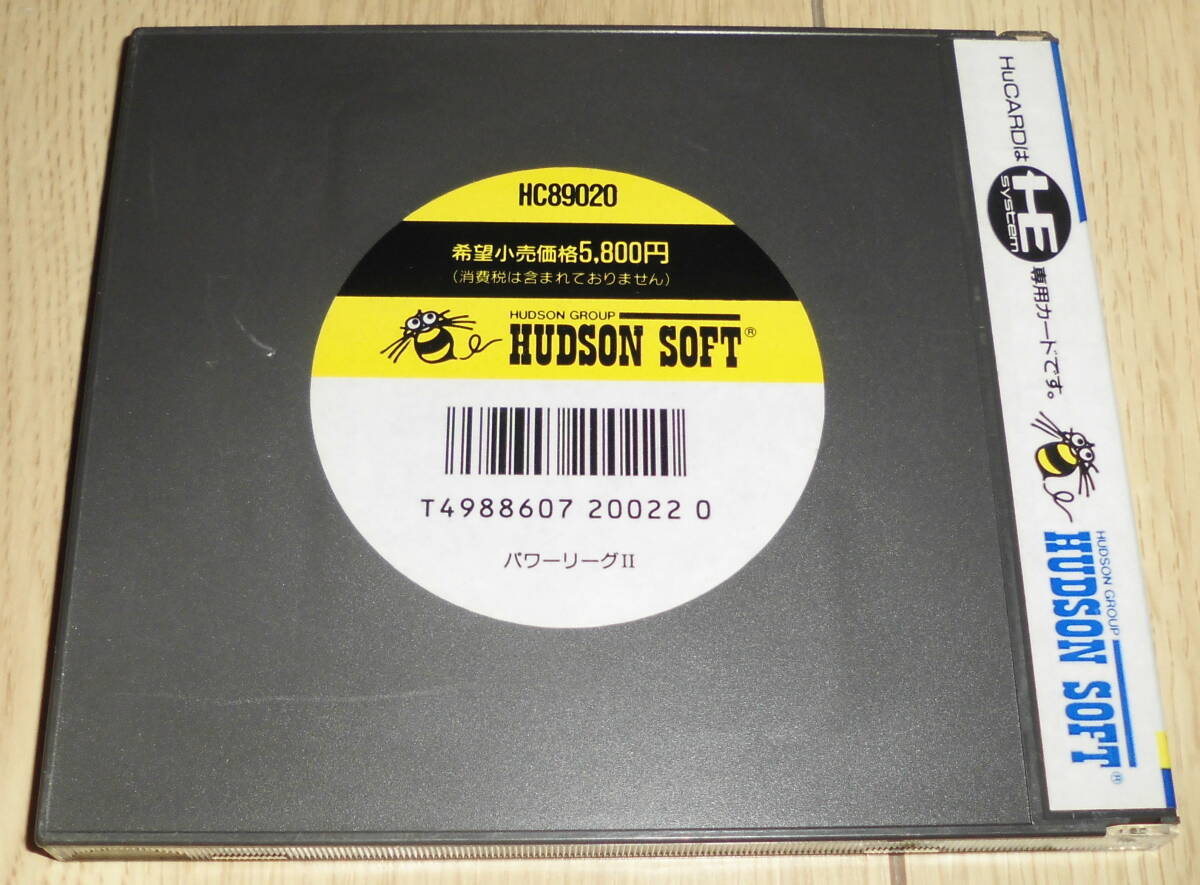 HC89020
希望小売価格5,800円
(消費税は含まれておりません)
HUDSON GROUP
HUDSON SOFT®
T4988607 20022 0
パワーリーグII
HuCARDは HE system 専用カードです。
HUDSON GROUP
HUDSON SOFT®